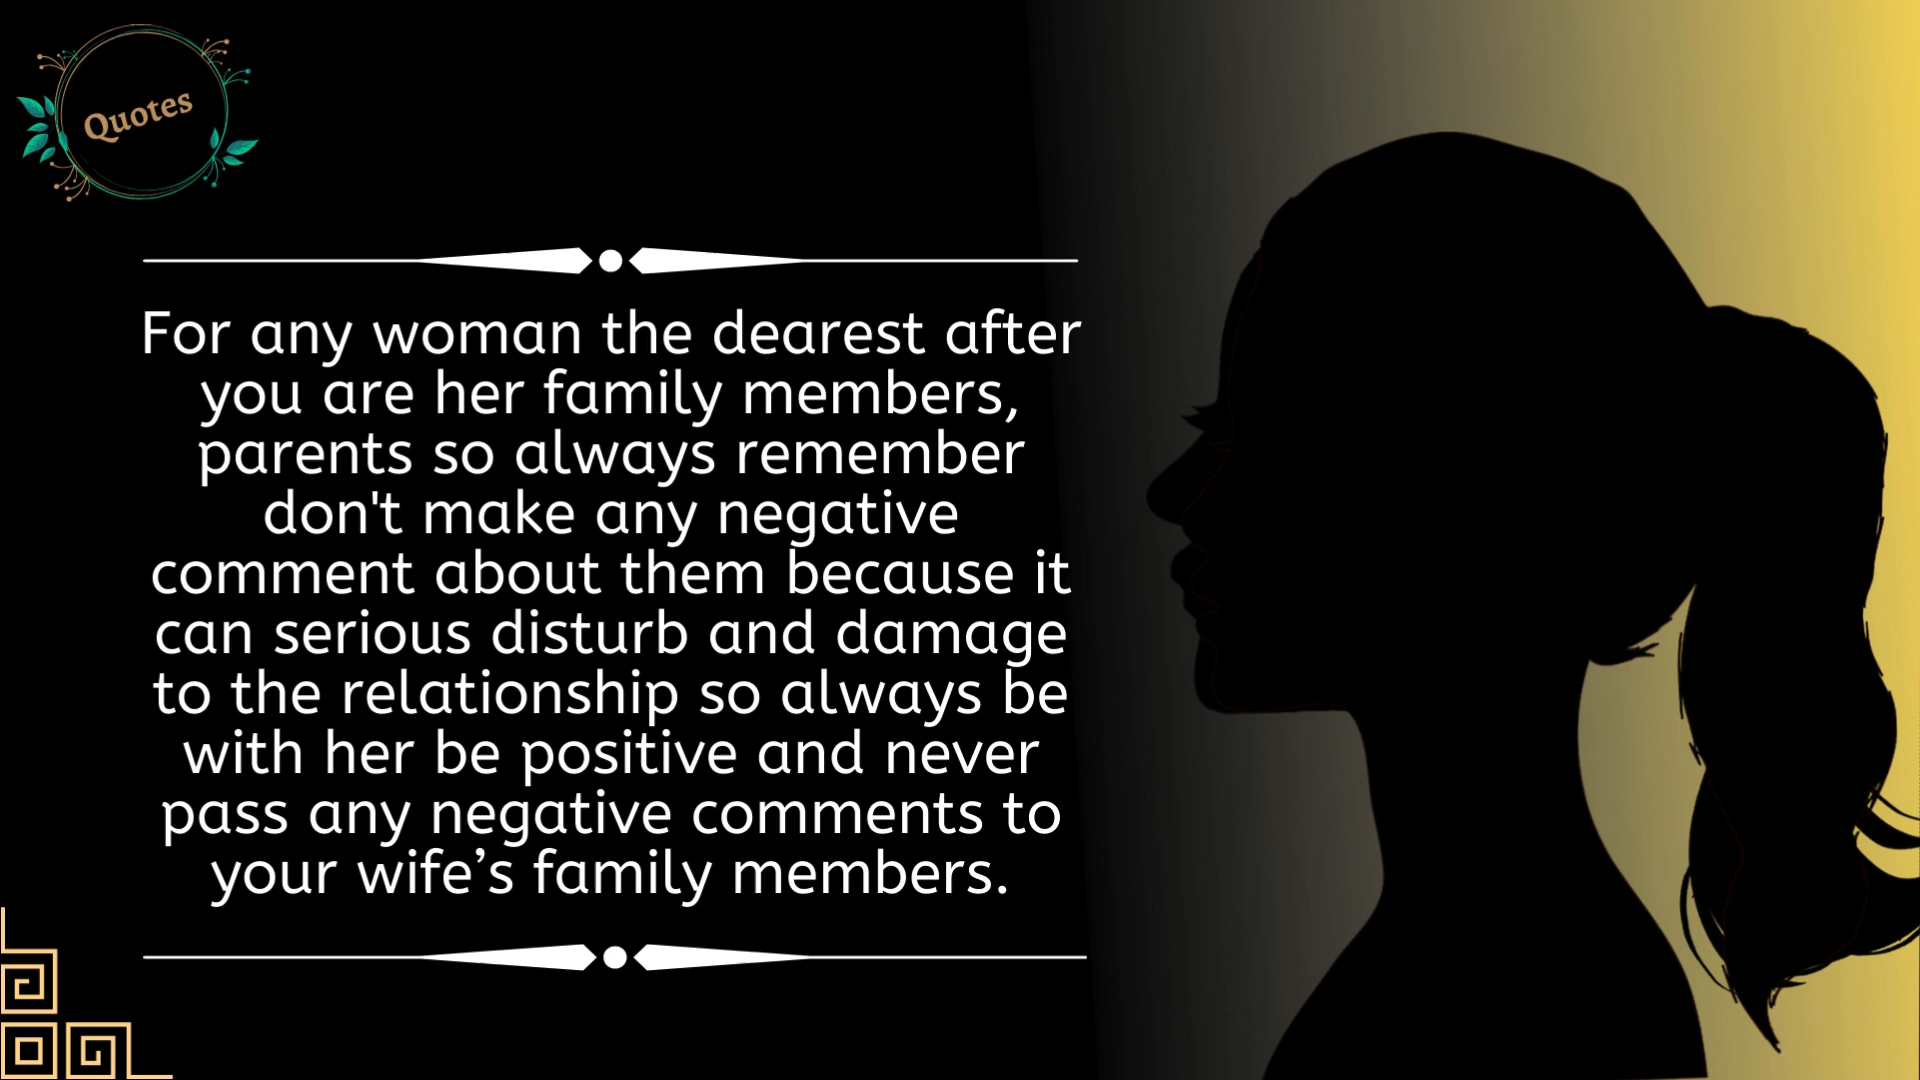 Quotes
For any woman the dearest after
you are her family members,
parents so always remember
don't make any negative
comment about them because it
can serious disturb and damage
to the relationship so always be
with her be positive and never
pass any negative comments to
your wife’s family members.